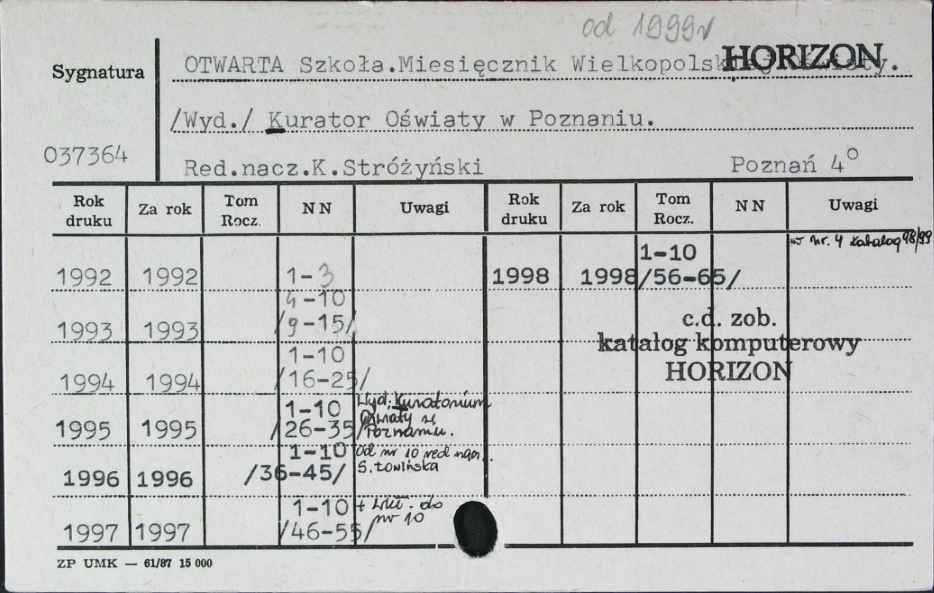 od 1999r
HORIZON
Sygnatura
OTWARTA Szkoła.Miesięcznik
/Wyd./ Kurator Oświaty w Poznaniu.
037364
Red.nacz.K.Stróżyński Poznań 4°
Rok druku Za rok Tom Rocz. NN Uwagi Rok druku Za rok Tom Rocz. NN Uwagi
w nr. 4 katalog 98/99
1992 1992 1-3 1998 1998 1-10 /56-65/
1993 1993 4-10 /9-15/
c.d. zob.
katalog komputerowy
HORIZON
1994 1994 1-10 /16-25/
1995 1995 1-10 /26-35/ Wyd.: Kuratorium Oświaty w Poznaniu.
1996 1996 1-10 /36-45/ Od nr 10 red. S. Łowińska
1997 1997 1-10 /46-55/ + do nr 10
ZP UMK — 61/87 15 000